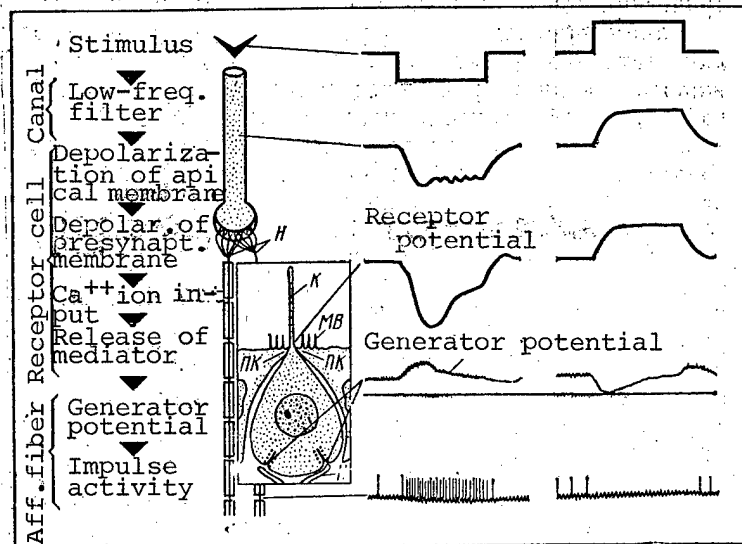 Stimulus
Canal
Low-freq.
filter
Receptor cell
Depolariza-
tion of api
cal membrane
Depolar. of
presynapt.
membrane
Ca++ion in-
put
Release of
mediator
Aff.fiber
Generator
potential
Impulse
activity
H
K
MB
ПК
ПК
Receptor
potential
Generator potential